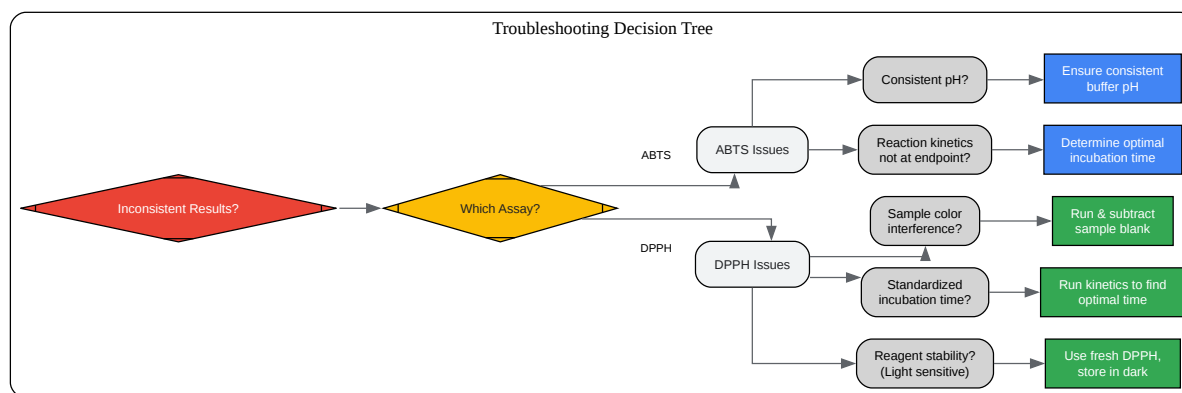 Troubleshooting Decision Tree
Inconsistent Results?
Which Assay?
ABTS
ABTS Issues
Consistent pH?
Ensure consistent
buffer pH
Reaction kinetics
not at endpoint?
Determine optimal
incubation time
DPPH
DPPH Issues
Sample color
interference?
Run & subtract
sample blank
Standardized
incubation time?
Run kinetics to find
optimal time
Reagent stability?
(Light sensitive)
Use fresh DPPH,
store in dark